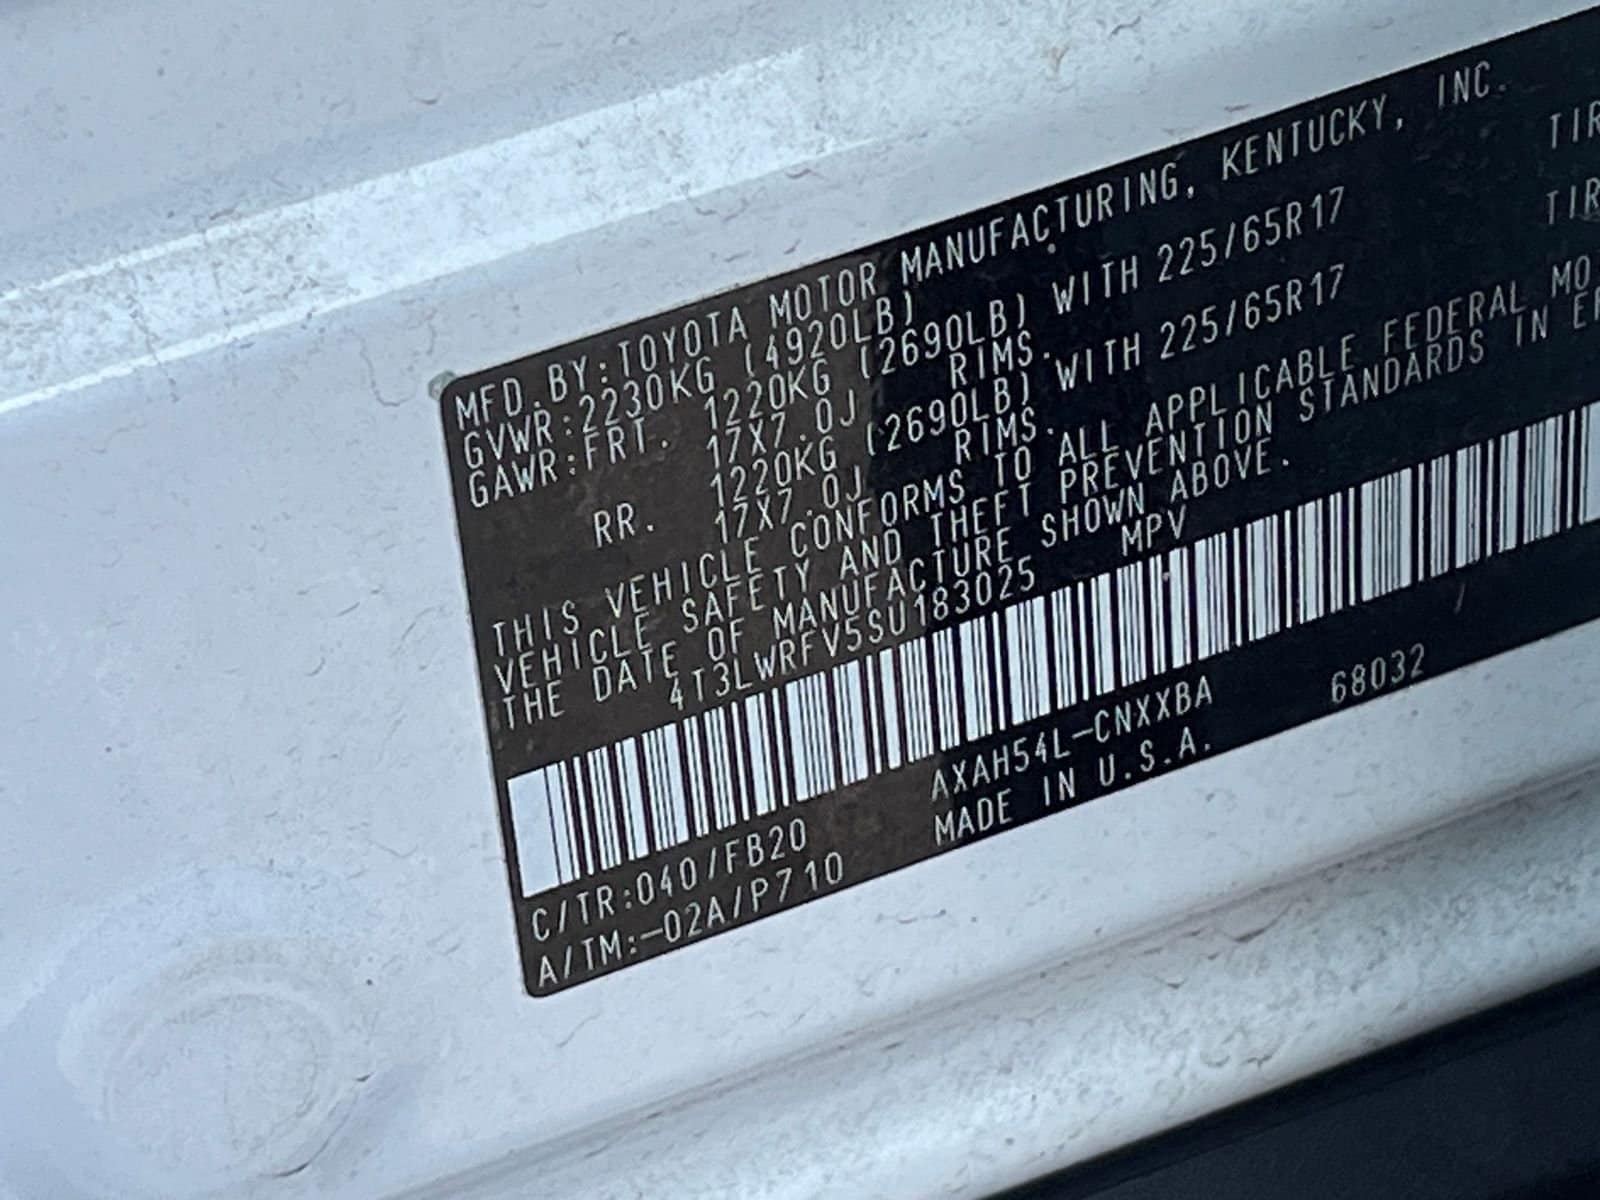 MFD.BY:TOYOTA MOTOR MANUFACTURING, KENTUCKY, INC.
GVWR:2230KG (4920LB)
GAWR:FRT. 1220KG (2690LB) WITH 225/65R17 TIR
17X7.0J RIMS.
RR. 1220KG (2690LB) WITH 225/65R17 TIR
17X7.0J RIMS.
THIS VEHICLE CONFORMS TO ALL APPLICABLE FEDERAL MO
VEHICLE SAFETY AND THEFT PREVENTION STANDARDS IN
THE DATE OF MANUFACTURE SHOWN ABOVE.
4T3LWRFV5SU183025 MPV
C/TR:040/FB20 AXAH54L-CNXXBA 68032
A/TM:-02A/P710 MADE IN U.S.A.